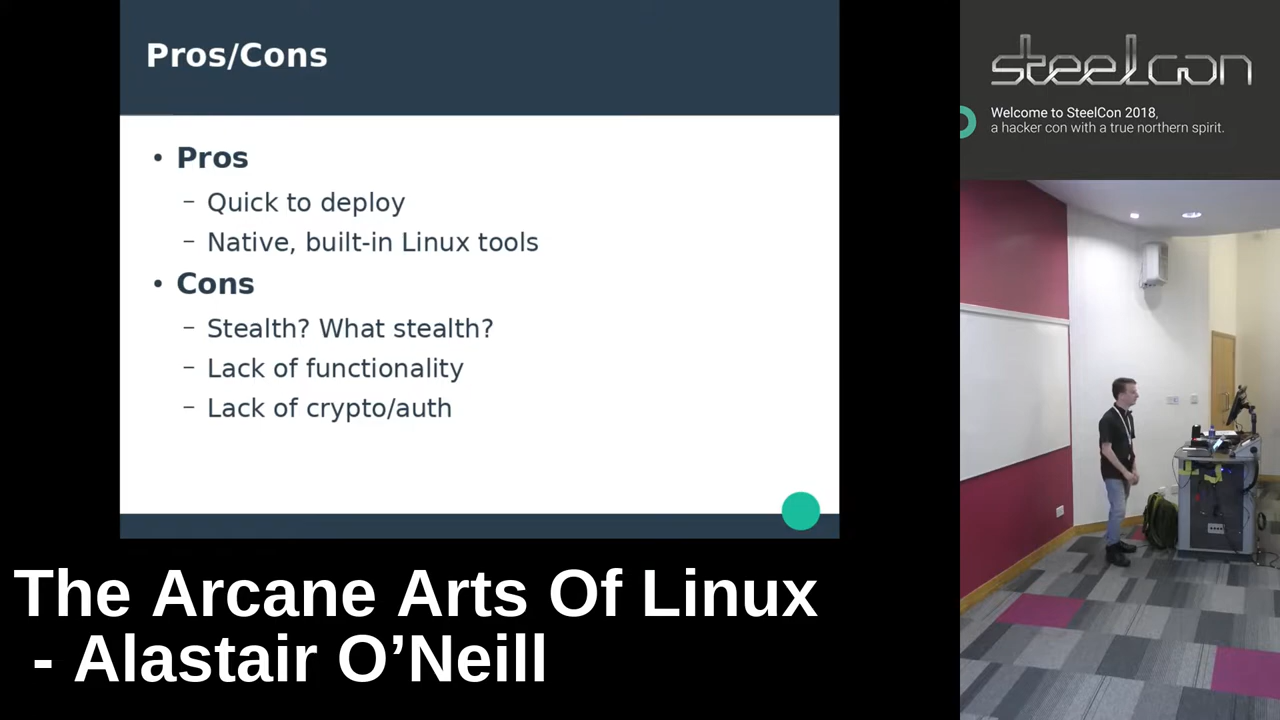 Pros/Cons
• Pros
– Quick to deploy
– Native, built-in Linux tools
• Cons
– Stealth? What stealth?
– Lack of functionality
– Lack of crypto/auth
The Arcane Arts Of Linux
- Alastair O’Neill
steelcon
Welcome to SteelCon 2018,
a hacker con with a true northern spirit.